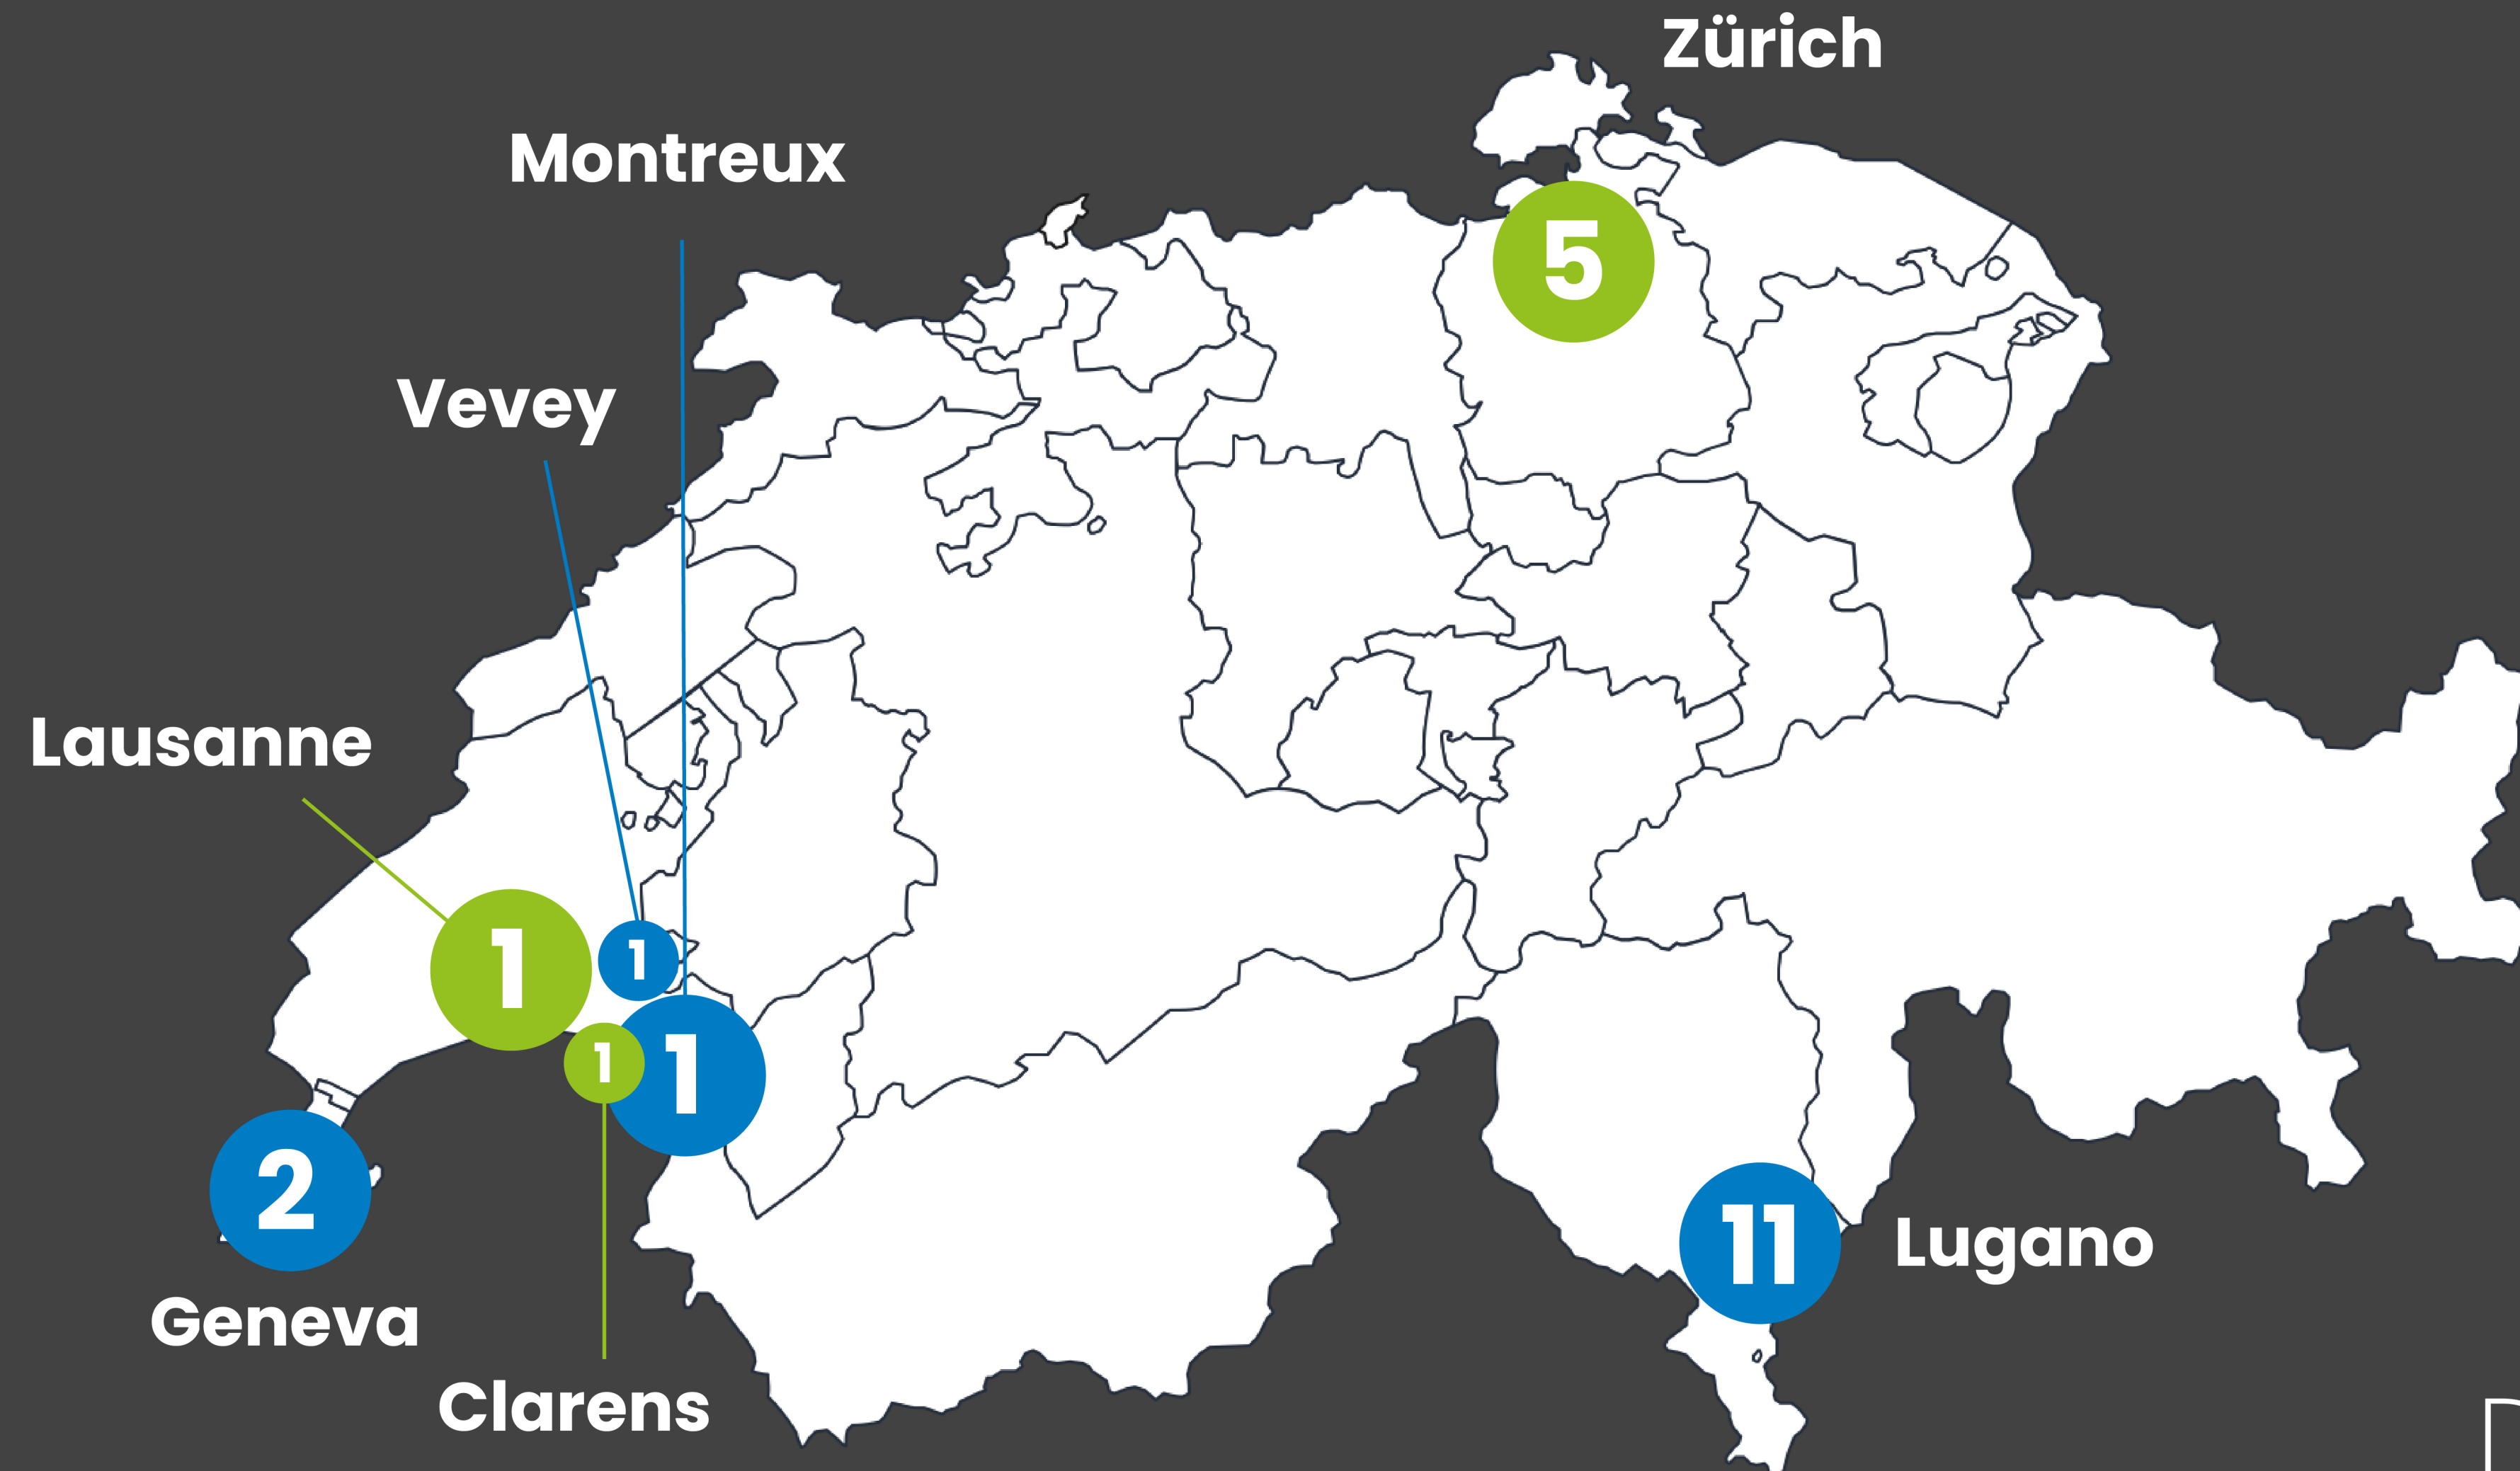 Zürich
Montreux
5
Vevey
Lausanne
1
1
1
1
2
11
Lugano
Geneva
Clarens